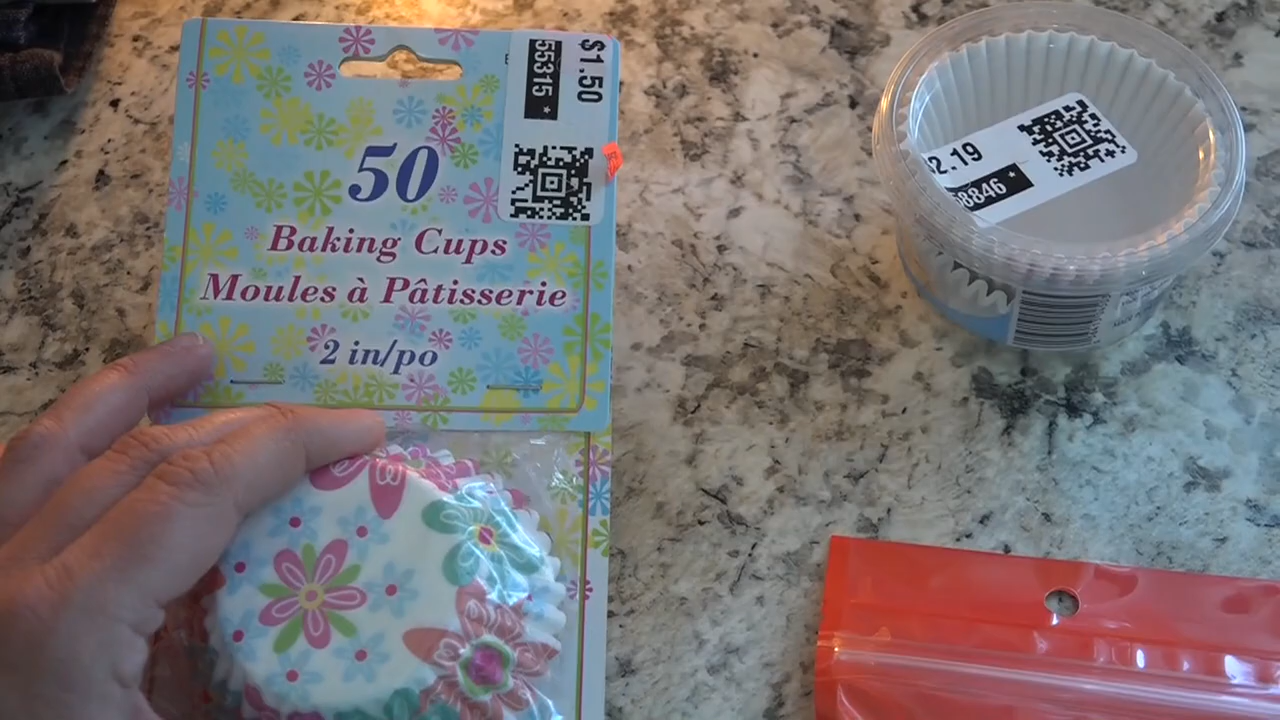 $1.50
55315 *
50
Baking Cups
Moules à Pâtisserie
2 in/po
2.19
8846 *